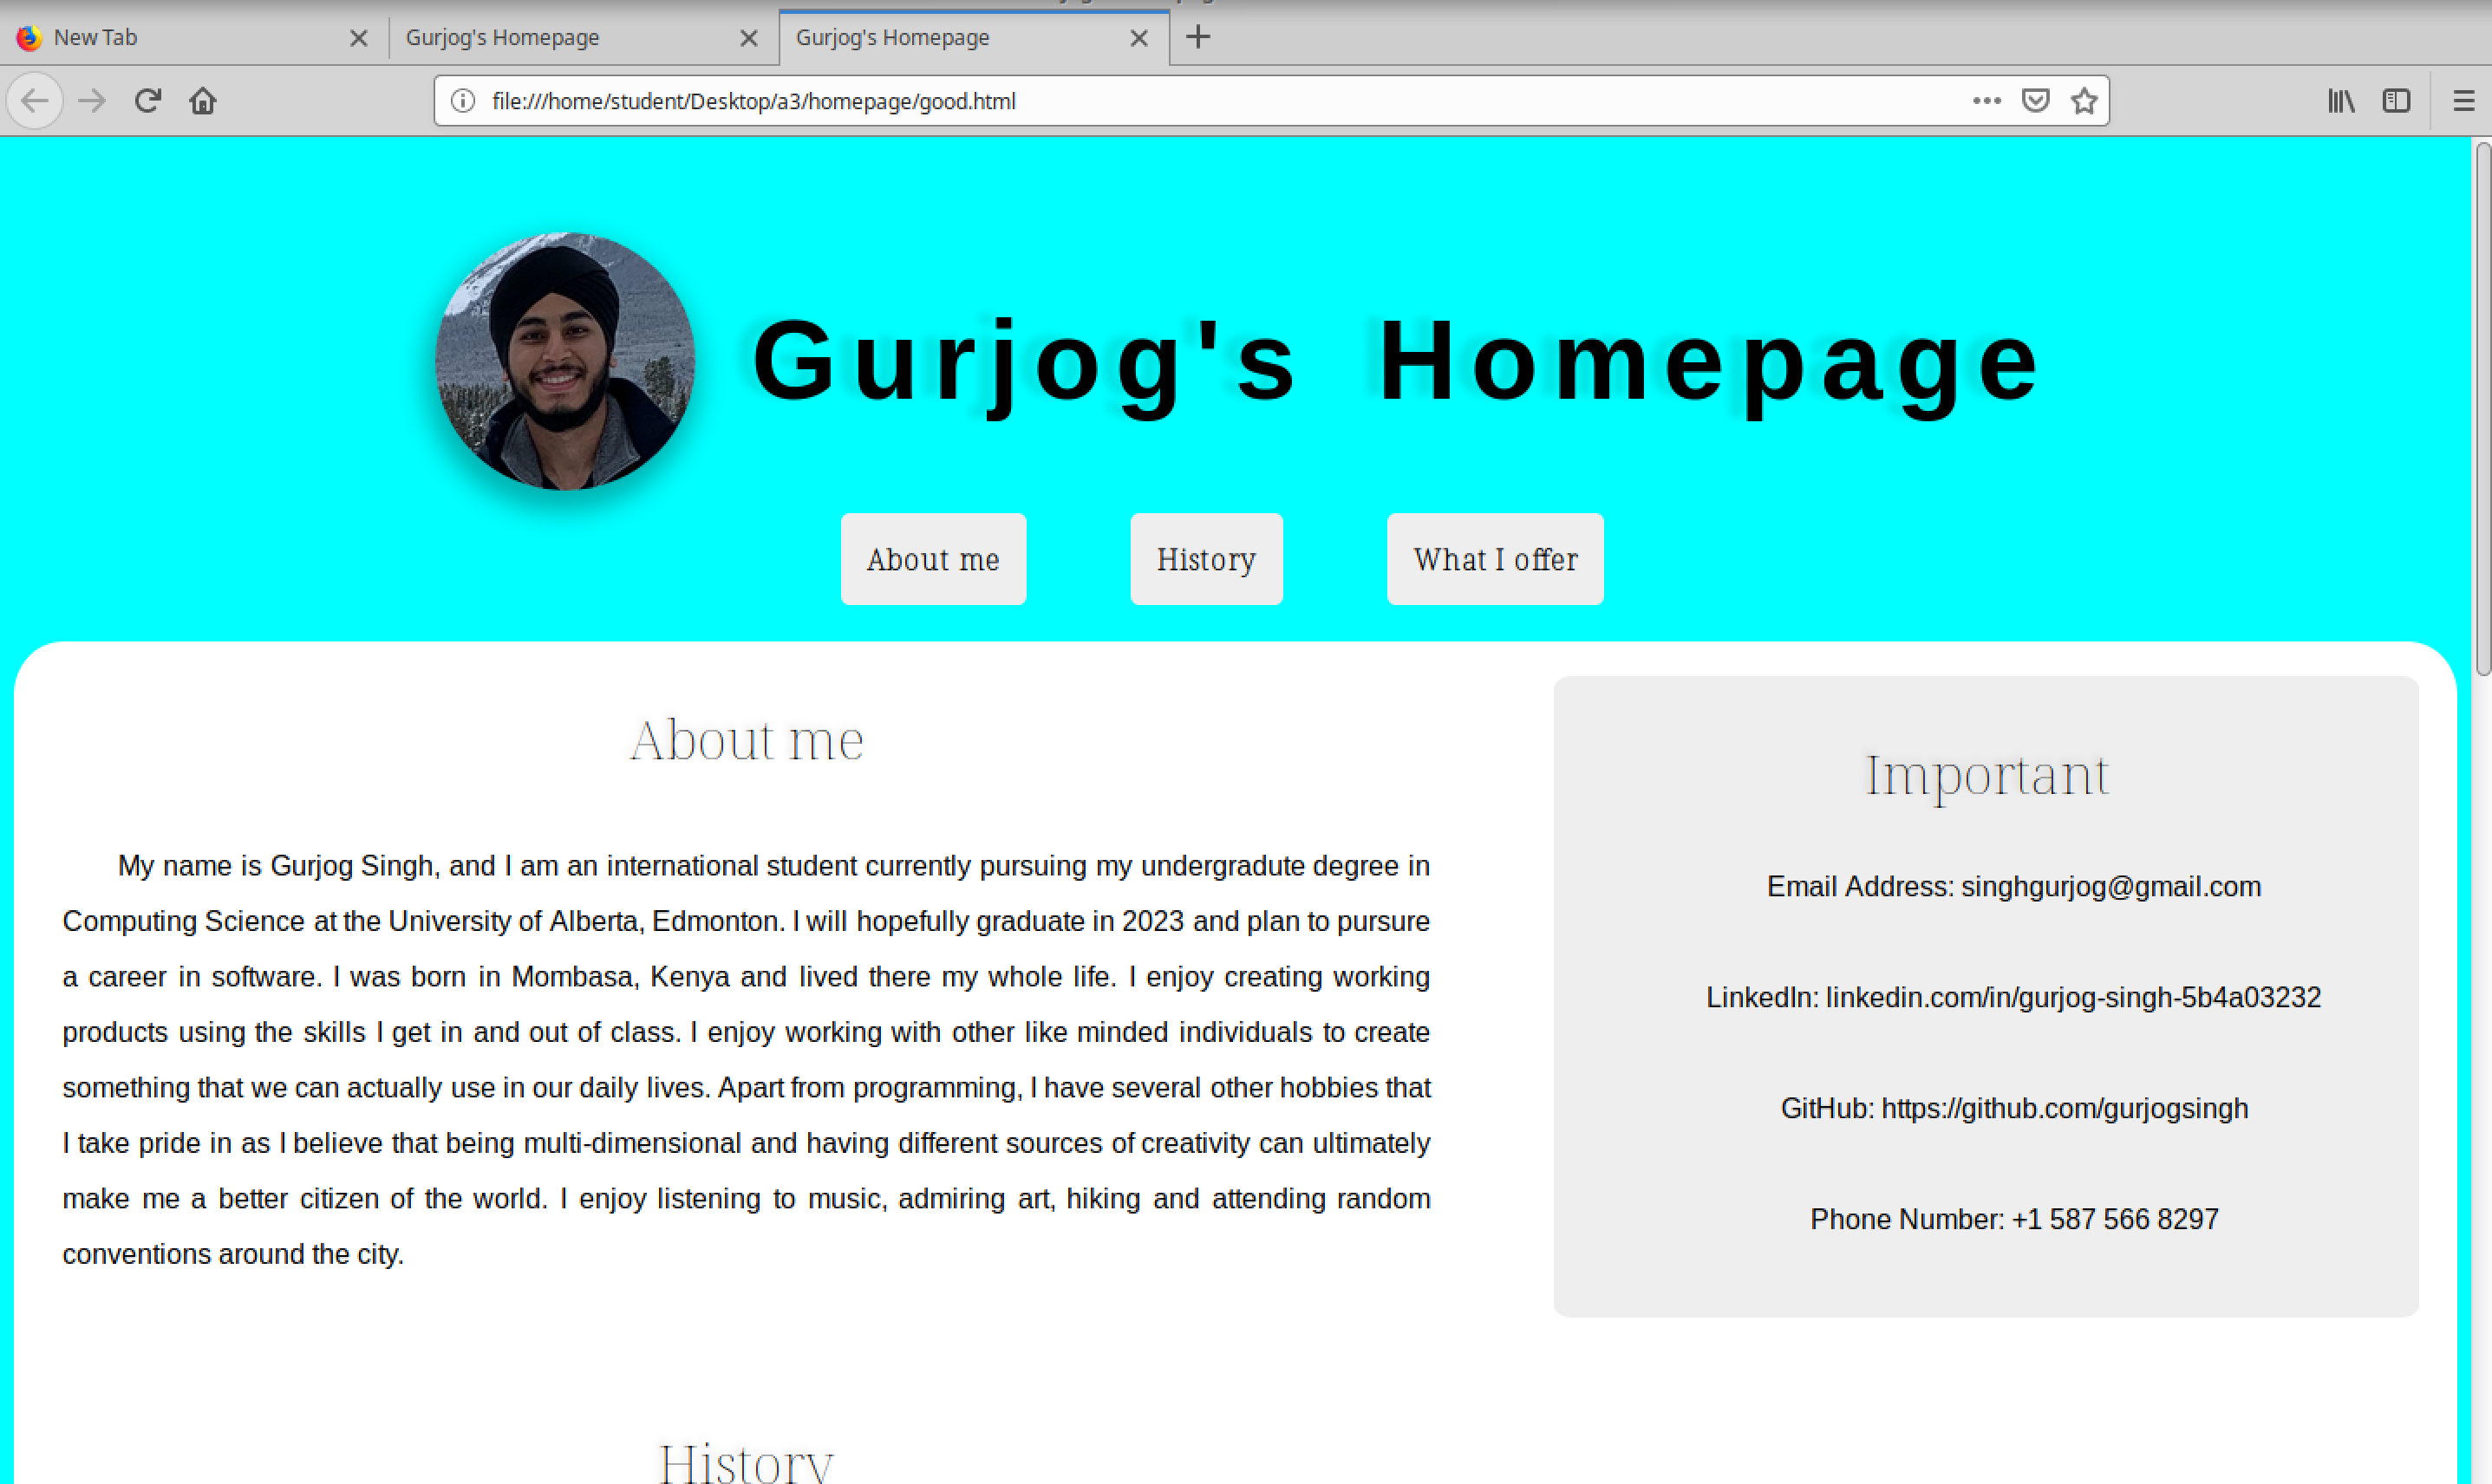 New Tab
Gurjog's Homepage
Gurjog's Homepage
file:///home/student/Desktop/a3/homepage/good.html
Gurjog's Homepage
About me
History
What I offer
About me
My name is Gurjog Singh, and I am an international student currently pursuing my undergradute degree in
Computing Science at the University of Alberta, Edmonton. I will hopefully graduate in 2023 and plan to pursure
a career in software. I was born in Mombasa, Kenya and lived there my whole life. I enjoy creating working
products using the skills I get in and out of class. I enjoy working with other like minded individuals to create
something that we can actually use in our daily lives. Apart from programming, I have several other hobbies that
I take pride in as I believe that being multi-dimensional and having different sources of creativity can ultimately
make me a better citizen of the world. I enjoy listening to music, admiring art, hiking and attending random
conventions around the city.
Important
Email Address: singhgurjog@gmail.com
LinkedIn: linkedin.com/in/gurjog-singh-5b4a03232
GitHub: https://github.com/gurjogsingh
Phone Number: +1 587 566 8297
History